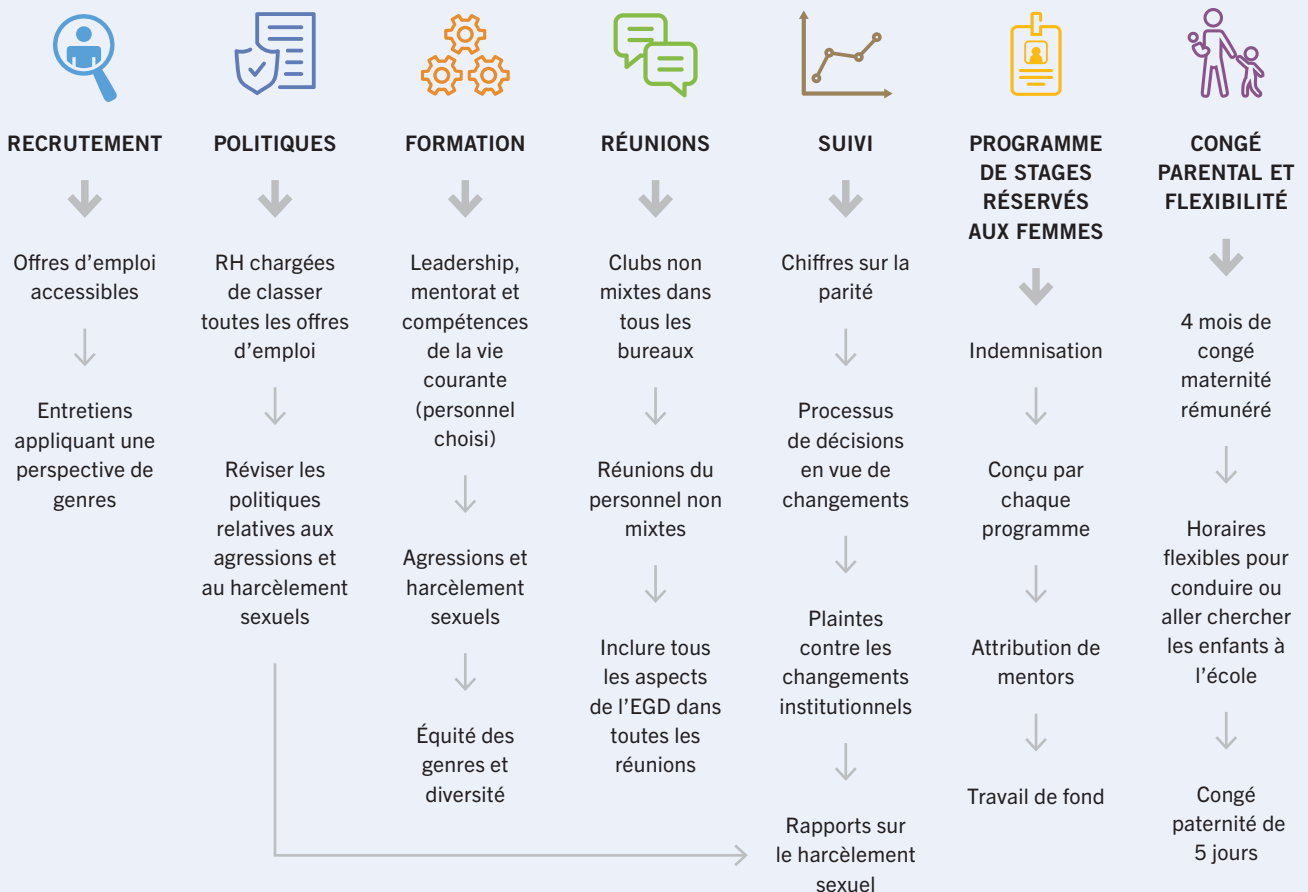 RECRUTEMENT
Offres d’emploi
accessibles
Entretiens
appliquant une
perspective de
genres
POLITIQUES
RH chargées
de classer
toutes les offres
d’emploi
Réviser les
politiques
relatives aux
agressions et
au harcèlement
sexuels
FORMATION
Leadership,
mentorat et
compétences
de la vie
courante
(personnel
choisi)
Agressions et
harcèlement
sexuels
Équité des
genres et
diversité
RÉUNIONS
Clubs non
mixtes dans
tous les
bureaux
Réunions du
personnel non
mixtes
Inclure tous
les aspects
de l’EGD dans
toutes les
réunions
SUIVI
Chiffres sur la
parité
Processus
de décisions
en vue de
changements
Plaintes
contre les
changements
institutionnels
Rapports sur
le harcèlement
sexuel
PROGRAMME
DE STAGES
RÉSERVÉS
AUX FEMMES
Indemnisation
Conçu par
chaque
programme
Attribution de
mentors
Travail de fond
CONGÉ
PARENTAL ET
FLEXIBILITÉ
4 mois de
congé
maternité
rémunéré
Horaires
flexibles pour
conduire ou
aller chercher
les enfants à
l’école
Congé
paternité de
5 jours